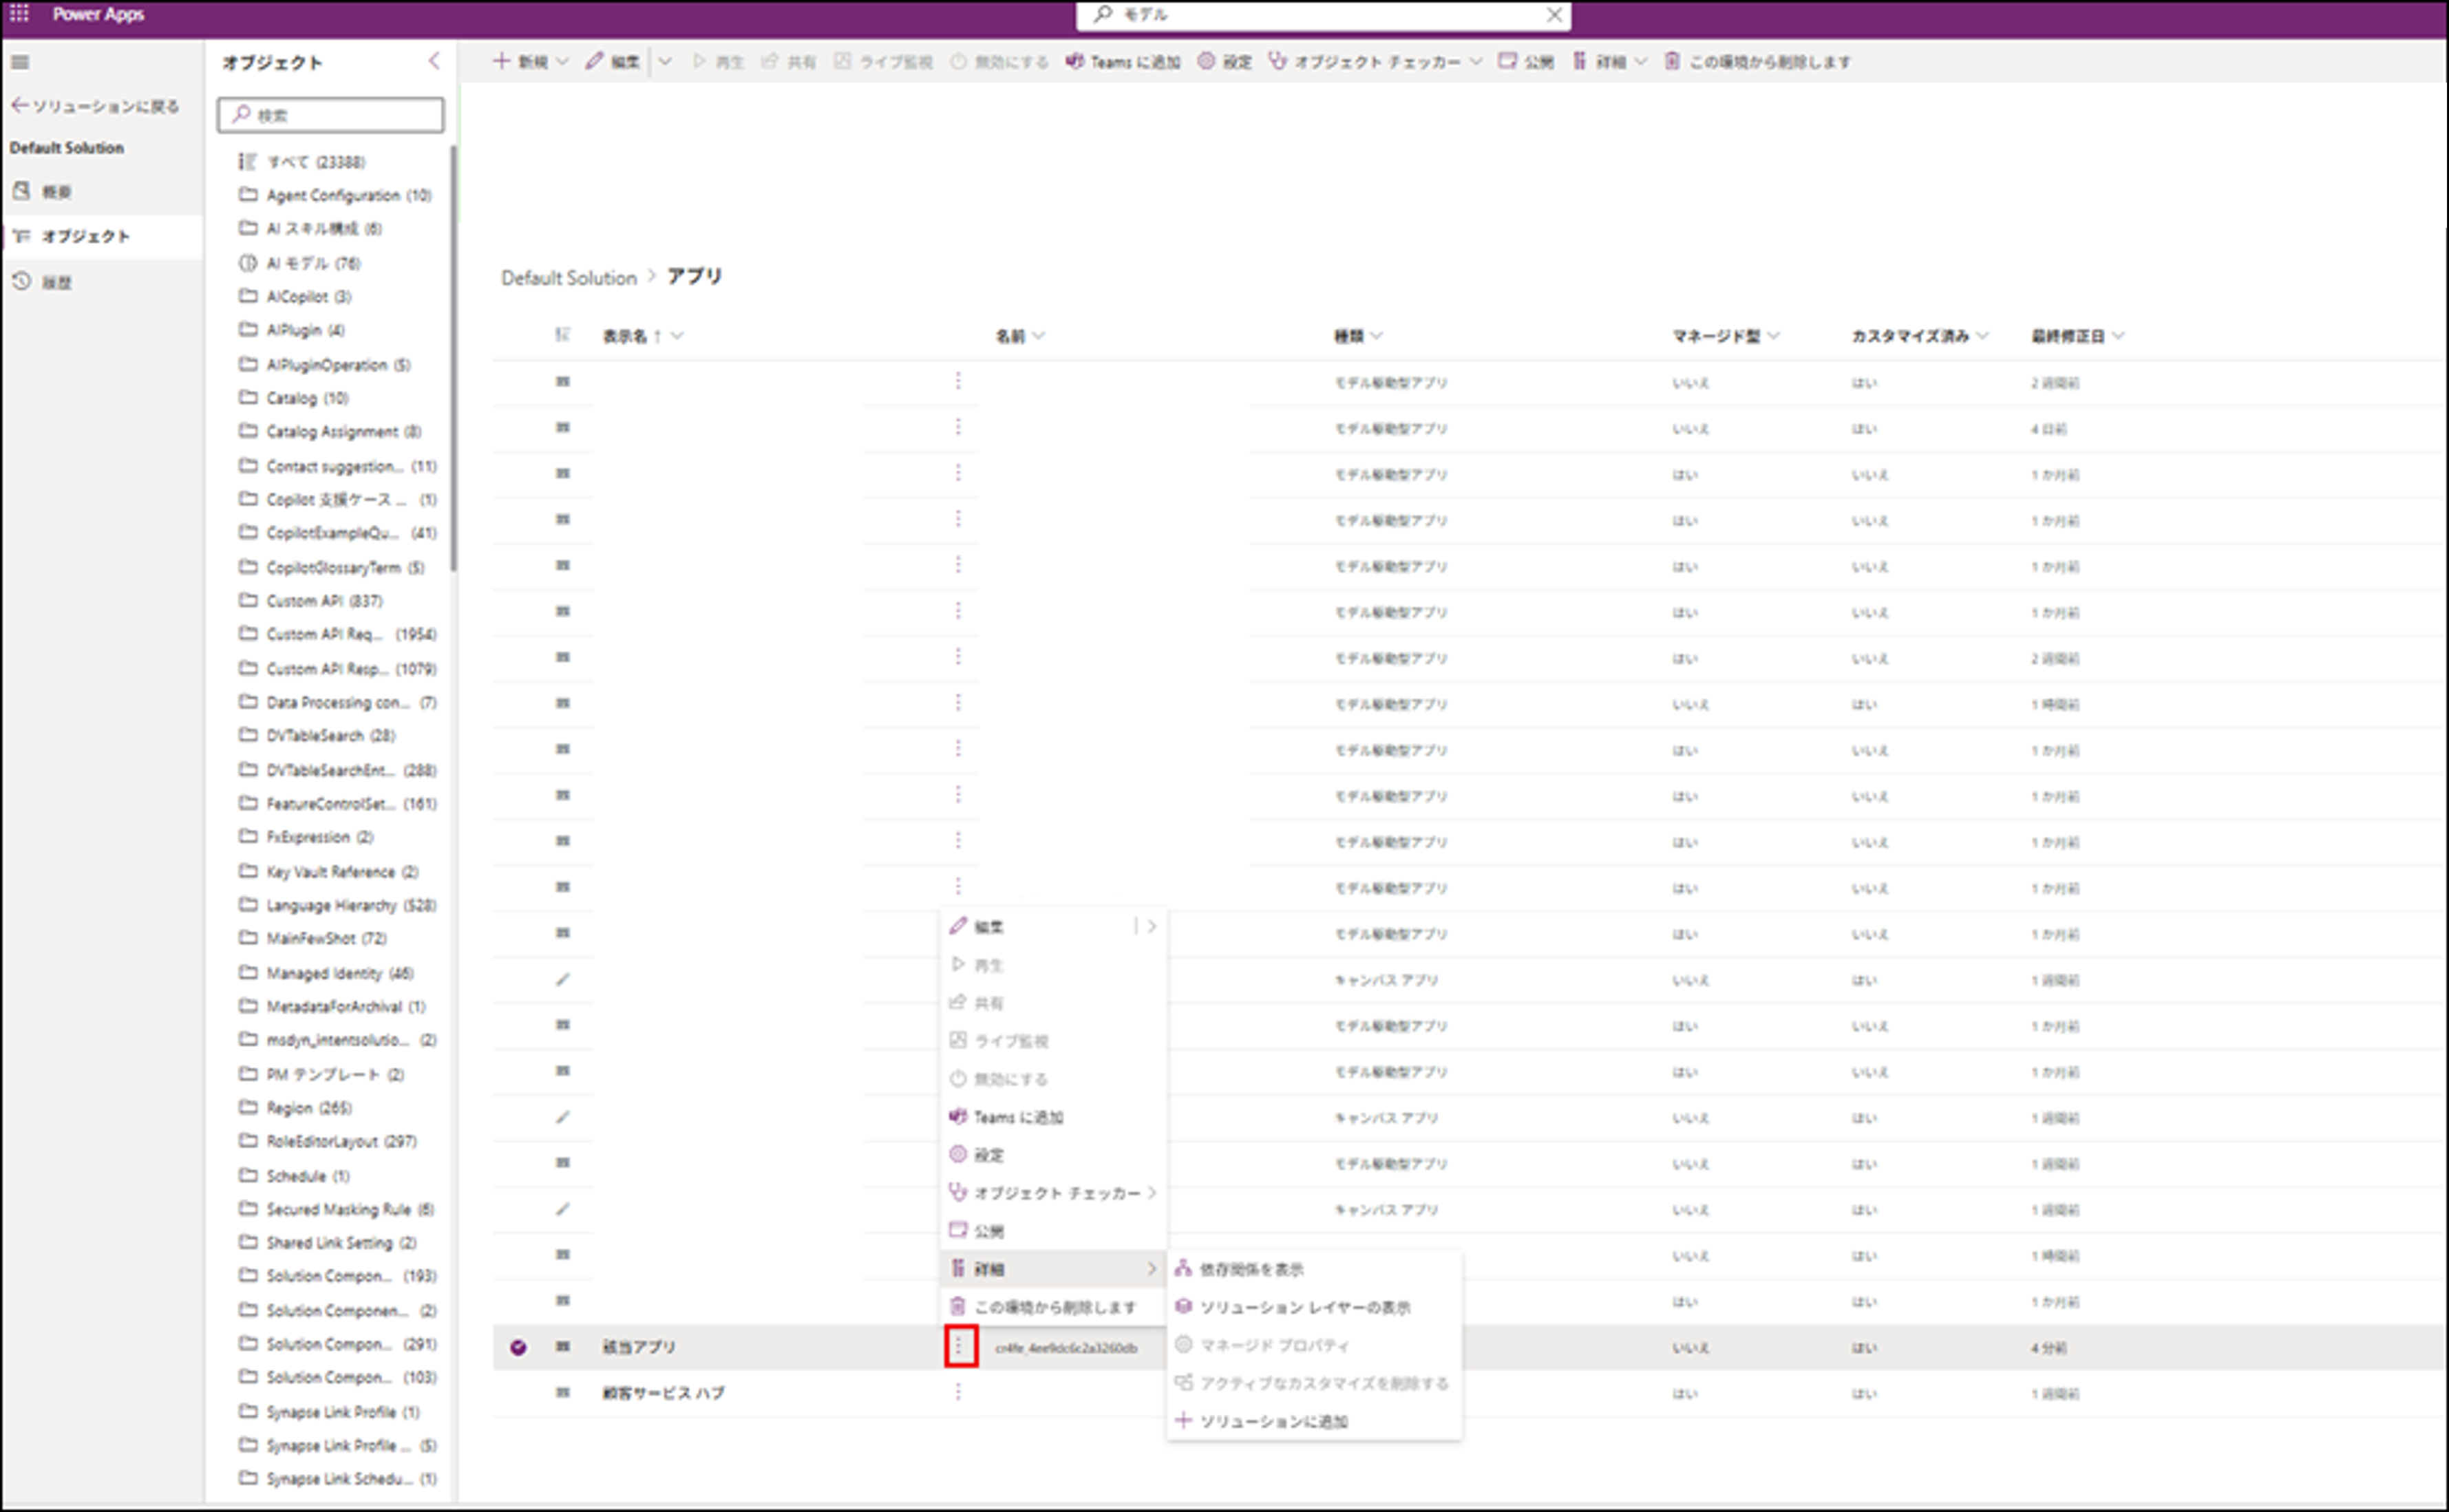 Power Apps
モデル
オブジェクト
新規
編集
再生
共有
ライブ監視
無効にする
Teams に追加
設定
オブジェクト チェッカー
公開
詳細
この環境から削除します
ソリューションに戻る
Default Solution
概要
オブジェクト
履歴
検索
すべて (23388)
Agent Configuration (10)
AI スキル構成 (6)
AI モデル (76)
AICopilot (3)
AIPlugin (4)
AIPluginOperation (5)
Catalog (10)
Catalog Assignment (8)
Contact suggestion... (11)
Copilot 支援ケース ... (1)
CopilotExampleQu... (41)
CopilotGlossaryTerm (5)
Custom API (837)
Custom API Req... (1954)
Custom API Resp... (1079)
Data Processing con... (7)
DVTableSearch (28)
DVTableSearchEnt... (288)
FeatureControlSet... (161)
FxExpression (2)
Key Vault Reference (2)
Language Hierarchy (528)
MainFewShot (72)
Managed Identity (46)
MetadataForArchival (1)
msdyn_intentsolutio... (2)
PM テンプレート (2)
Region (265)
RoleEditorLayout (297)
Schedule (1)
Secured Masking Rule (6)
Shared Link Setting (2)
Solution Compon... (193)
Solution Componen... (2)
Solution Compon... (291)
Solution Compon... (103)
Synapse Link Profile (1)
Synapse Link Profile ... (5)
Synapse Link Schedu... (1)
Default Solution > アプリ
表示名 ↑ 名前 種類 マネージド型 カスタマイズ済み 最終修正日
モデル駆動型アプリ いいえ はい 2 週間前
モデル駆動型アプリ いいえ はい 4 日前
モデル駆動型アプリ はい いいえ 1 か月前
モデル駆動型アプリ はい いいえ 1 か月前
モデル駆動型アプリ はい いいえ 1 か月前
モデル駆動型アプリ はい いいえ 1 か月前
モデル駆動型アプリ はい いいえ 2 週間前
モデル駆動型アプリ いいえ はい 1 時間前
モデル駆動型アプリ はい いいえ 1 か月前
モデル駆動型アプリ はい いいえ 1 か月前
モデル駆動型アプリ はい いいえ 1 か月前
モデル駆動型アプリ はい いいえ 1 か月前
モデル駆動型アプリ はい いいえ 1 か月前
キャンバス アプリ いいえ はい 1 週間前
モデル駆動型アプリ はい いいえ 1 か月前
モデル駆動型アプリ はい いいえ 1 か月前
キャンバス アプリ いいえ はい 1 週間前
モデル駆動型アプリ いいえ はい 1 週間前
キャンバス アプリ いいえ はい 1 週間前
いいえ はい 1 時間前
はい はい 1 か月前
該当アプリ cr4fe_4ee9dc6c2a3260db いいえ はい 4 分前
顧客サービス ハブ はい はい 1 週間前
編集
再生
共有
ライブ監視
無効にする
Teams に追加
設定
オブジェクト チェッカー
公開
詳細
この環境から削除します
依存関係を表示
ソリューション レイヤーの表示
マネージド プロパティ
アクティブなカスタマイズを削除する
ソリューションに追加